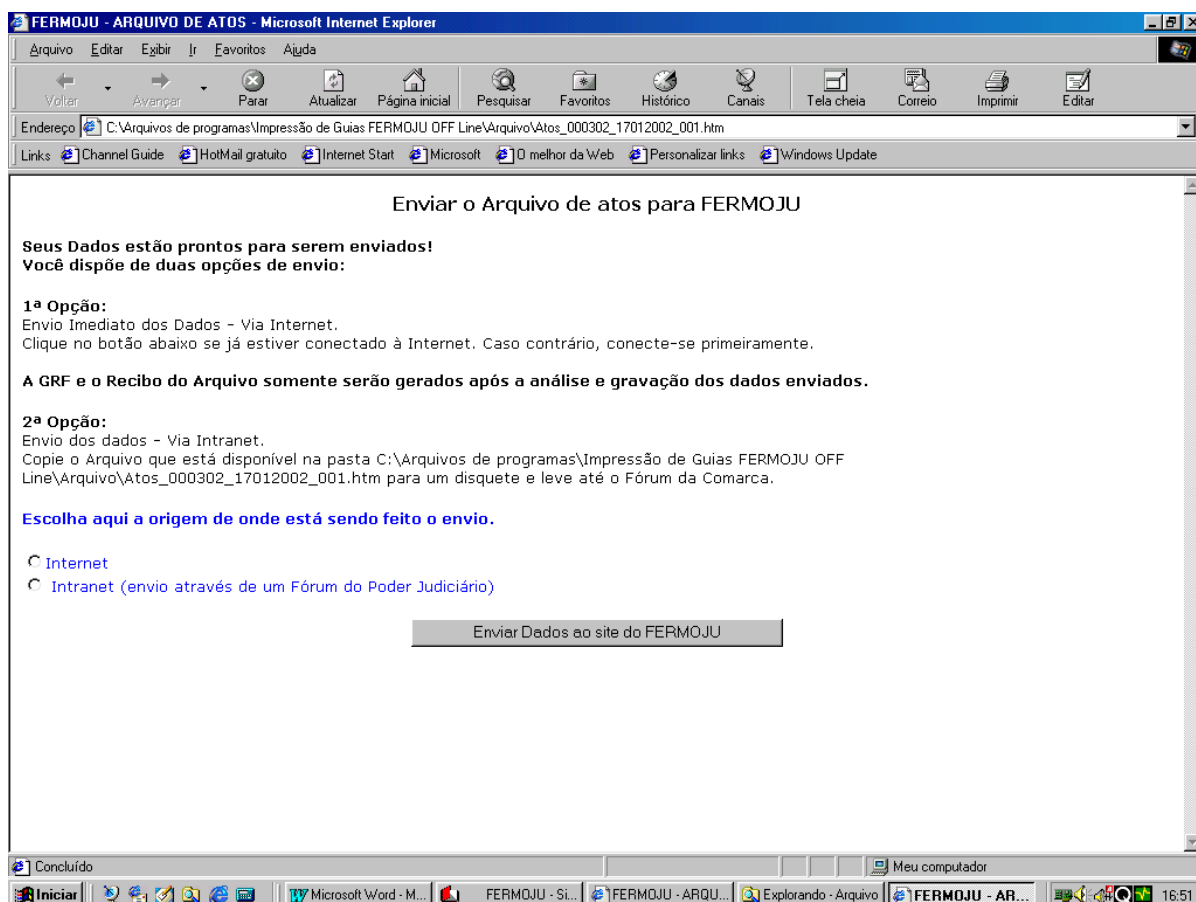 FERMOJU - ARQUIVO DE ATOS - Microsoft Internet Explorer
Arquivo Editar Exibir Ir Favoritos Ajuda
Voltar Avançar Parar Atualizar Página inicial Pesquisar Favoritos Histórico Canais Tela cheia Correio Imprimir Editar
Endereço C:\Arquivos de programas\Impressão de Guias FERMOJU OFF Line\Arquivo\Atos_000302_17012002_001.htm
Links Channel Guide HotMail gratuito Internet Start Microsoft O melhor da Web Personalizar links Windows Update
Enviar o Arquivo de atos para FERMOJU
Seus Dados estão prontos para serem enviados!
Você dispõe de duas opções de envio:
1ª Opção:
Envio Imediato dos Dados - Via Internet.
Clique no botão abaixo se já estiver conectado à Internet. Caso contrário, conecte-se primeiramente.
A GRF e o Recibo do Arquivo somente serão gerados após a análise e gravação dos dados enviados.
2ª Opção:
Envio dos dados - Via Intranet.
Copie o Arquivo que está disponível na pasta C:\Arquivos de programas\Impressão de Guias FERMOJU OFF
Line\Arquivo\Atos_000302_17012002_001.htm para um disquete e leve até o Fórum da Comarca.
Escolha aqui a origem de onde está sendo feito o envio.
Internet
Intranet (envio através de um Fórum do Poder Judiciário)
Enviar Dados ao site do FERMOJU
Concluído Meu computador
Iniciar Microsoft Word - M... FERMOJU - Si... FERMOJU - ARQU... Explorando - Arquivo FERMOJU - AR... 16:51